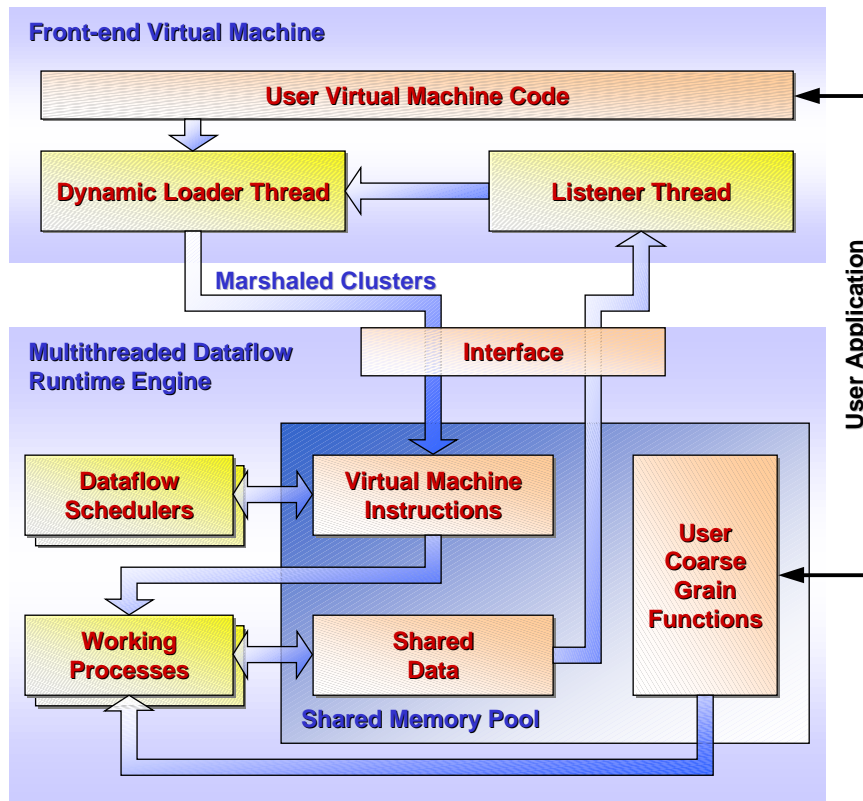 Front-end Virtual Machine
User Virtual Machine Code
Dynamic Loader Thread
Listener Thread
Marshaled Clusters
User Application
Multithreaded Dataflow
Runtime Engine
Interface
Dataflow
Schedulers
Virtual Machine
Instructions
User
Coarse
Grain
Functions
Working
Processes
Shared
Data
Shared Memory Pool